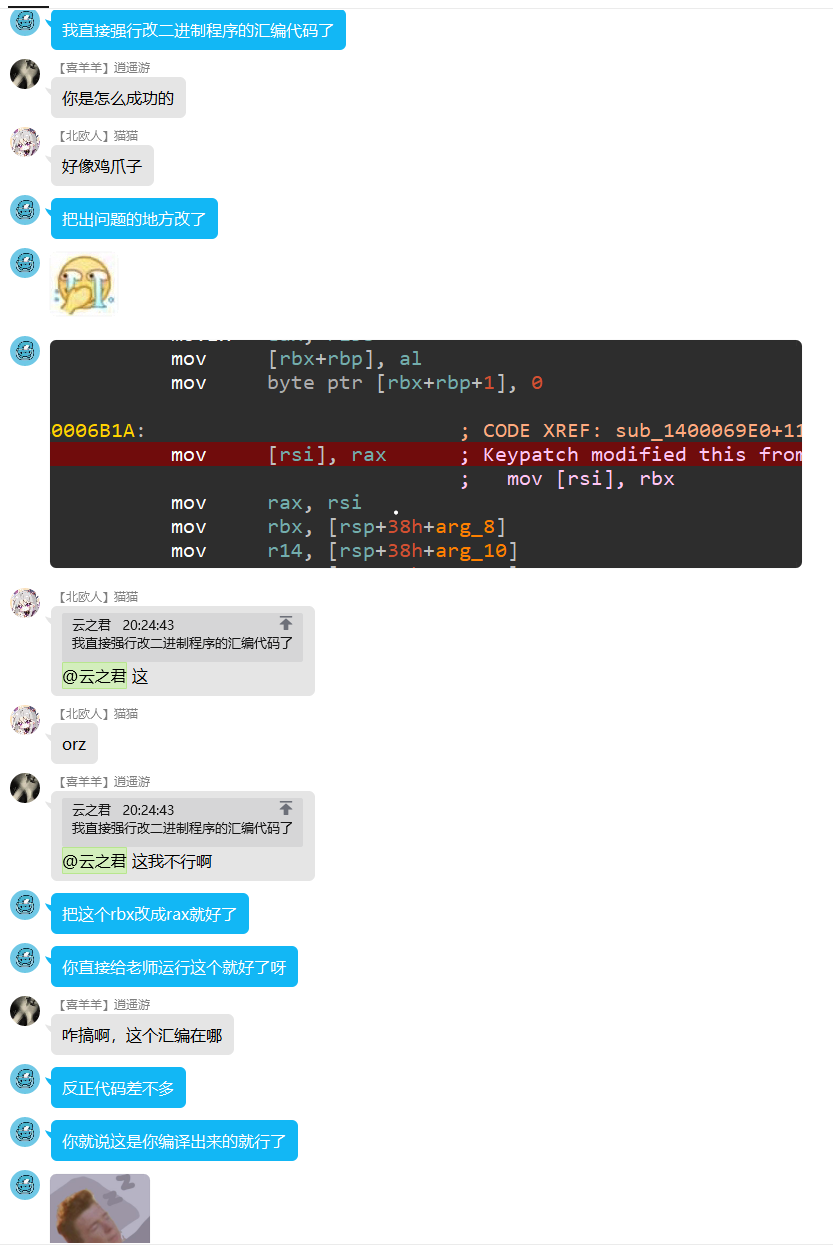 我直接强行改二进制程序的汇编代码了
【喜羊羊】逍遥游
你是怎么成功的
【北欧人】猫猫
好像鸡爪子
把出问题的地方改了
mov [rbx+rbp], al
mov byte ptr [rbx+rbp+1], 0
0006B1A: ; CODE XREF: sub_1400069E0+11
mov [rsi], rax ; Keypatch modified this from
; mov [rsi], rbx
mov rax, rsi
mov rbx, [rsp+38h+arg_8]
mov r14, [rsp+38h+arg_10]
【北欧人】猫猫
云之君 20:24:43
我直接强行改二进制程序的汇编代码了
@云之君 这
【北欧人】猫猫
orz
【喜羊羊】逍遥游
云之君 20:24:43
我直接强行改二进制程序的汇编代码了
@云之君 这我不行啊
把这个rbx改成rax就好了
你直接给老师运行这个就好了呀
【喜羊羊】逍遥游
咋搞啊，这个汇编在哪
反正代码差不多
你就说这是你编译出来的就行了
z z